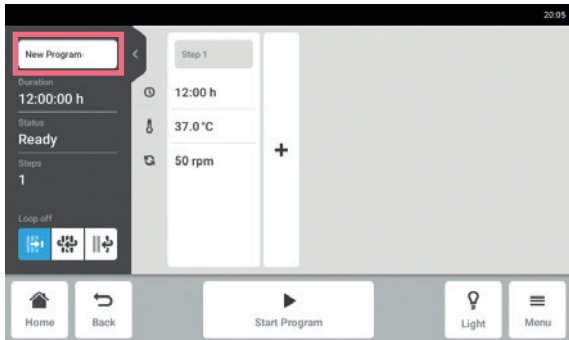 20:05
New Program
Duration
12:00:00 h
Status
Ready
Steps
1
Loop off
Step 1
12:00 h
37.0 °C
50 rpm
+
Home
Back
Start Program
Light
Menu